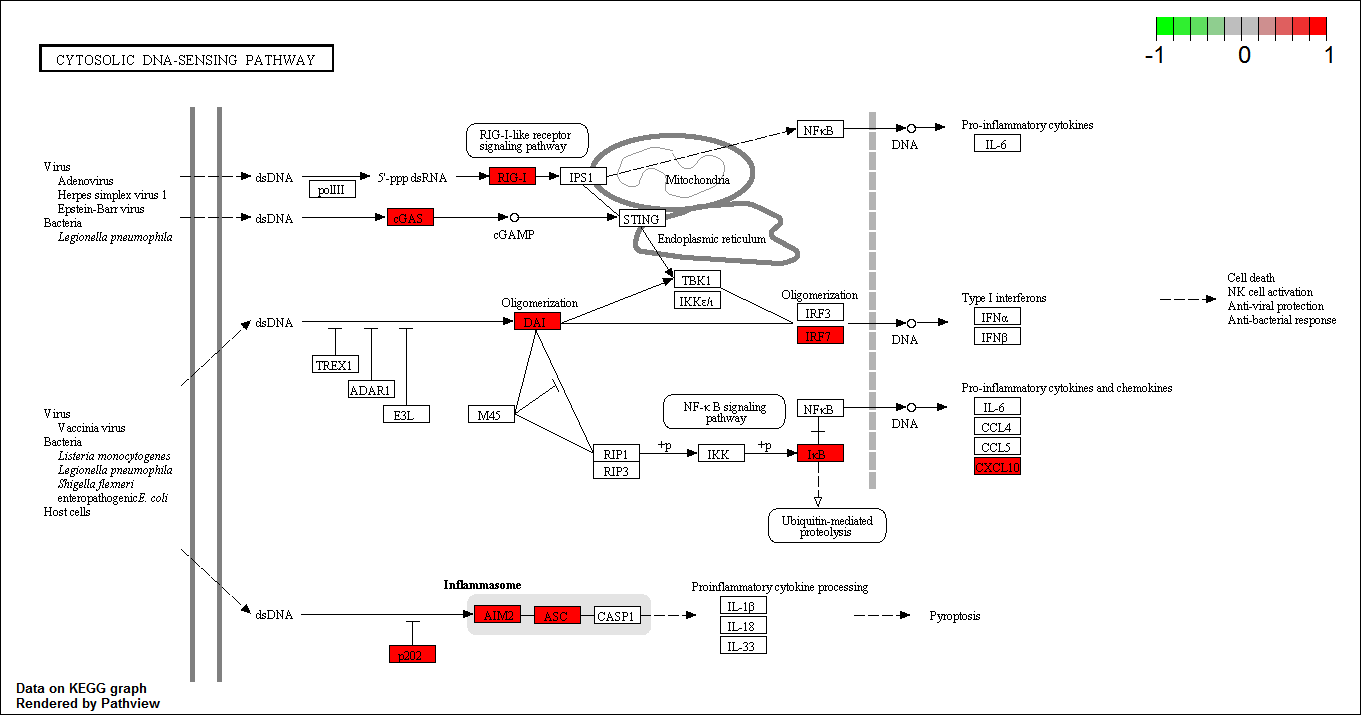 CYTOSOLIC DNA-SENSING PATHWAY
-1 0 1
RIG-I-like receptor
signaling pathway
NFκB
DNA
Pro-inflammatory cytokines
IL-6
Virus
Adenovirus
Herpes simplex virus 1
Epstein-Barr virus
Bacteria
Legionella pneumophila
dsDNA
polIII
5'-ppp dsRNA
RIG-I
IPS1
Mitochondria
dsDNA
cGAS
cGAMP
STING
Endoplasmic reticulum
TBK1
IKKε/ι
Oligomerization
dsDNA
DAI
TREX1
ADAR1
E3L
M45
Oligomerization
IRF3
IRF7
DNA
Type I interferons
IFNα
IFNβ
Cell death
NK cell activation
Anti-viral protection
Anti-bacterial response
Virus
Vaccinia virus
Bacteria
Listeria monocytogenes
Legionella pneumophila
Shigella flexneri
enteropathogenicE. coli
Host cells
NF-κ B signaling
pathway
NFκB
DNA
Pro-inflammatory cytokines and chemokines
IL-6
CCL4
CCL5
CXCL10
RIP1
RIP3
+p
IKK
+p
IκB
Ubiquitin-mediated
proteolysis
Inflammasome
dsDNA
AIM2
ASC
CASP1
p202
Proinflammatory cytokine processing
IL-1β
IL-18
IL-33
Pyroptosis
Data on KEGG graph
Rendered by Pathview